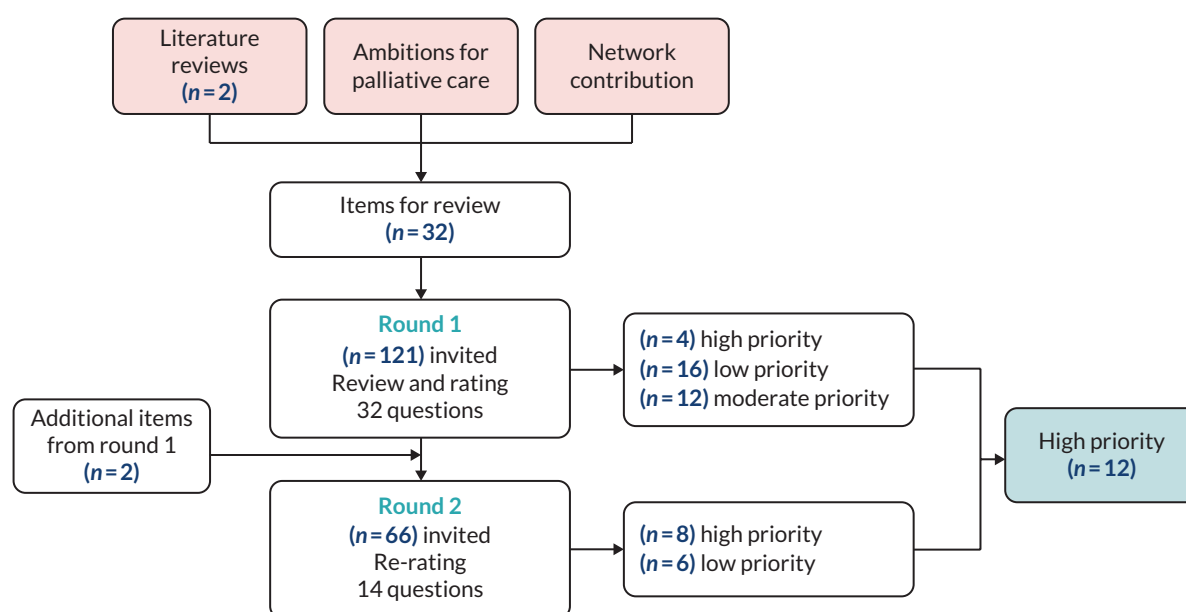 Literature
reviews
(n=2)
Ambitions for
palliative care
Network
contribution
Items for review
(n=32)
Round 1
(n=121) invited
Review and rating
32 questions
(n=4) high priority
(n=16) low priority
(n=12) moderate priority
Additional items
from round 1
(n=2)
High priority
(n=12)
Round 2
(n=66) invited
Re-rating
14 questions
(n=8) high priority
(n=6) low priority